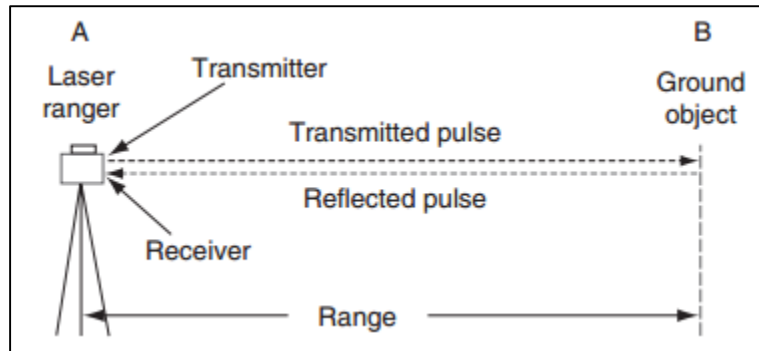 A
B
Laser
ranger
Transmitter
Ground
object
Transmitted pulse
Reflected pulse
Receiver
Range